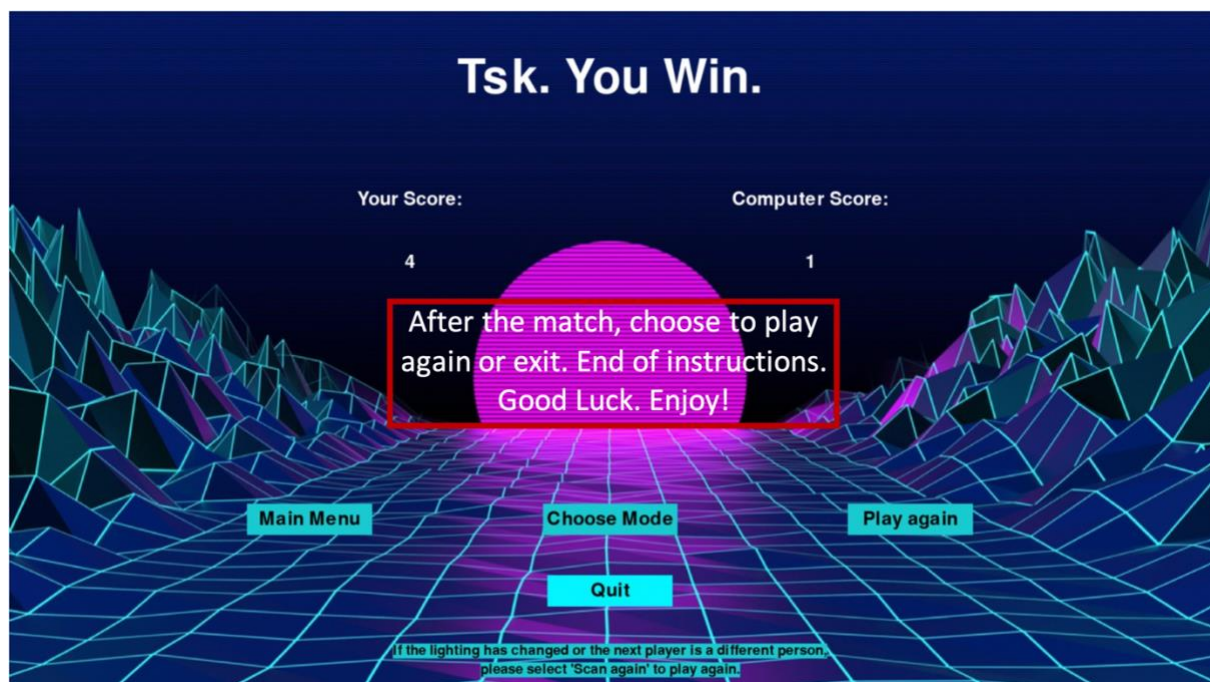 Tsk. You Win.
Your Score:
Computer Score:
4
1
After the match, choose to play
again or exit. End of instructions.
Good Luck. Enjoy!
Main Menu
Choose Mode
Play again
Quit
If the lighting has changed or the next player is a different person,
please select 'Scan again' to play again.